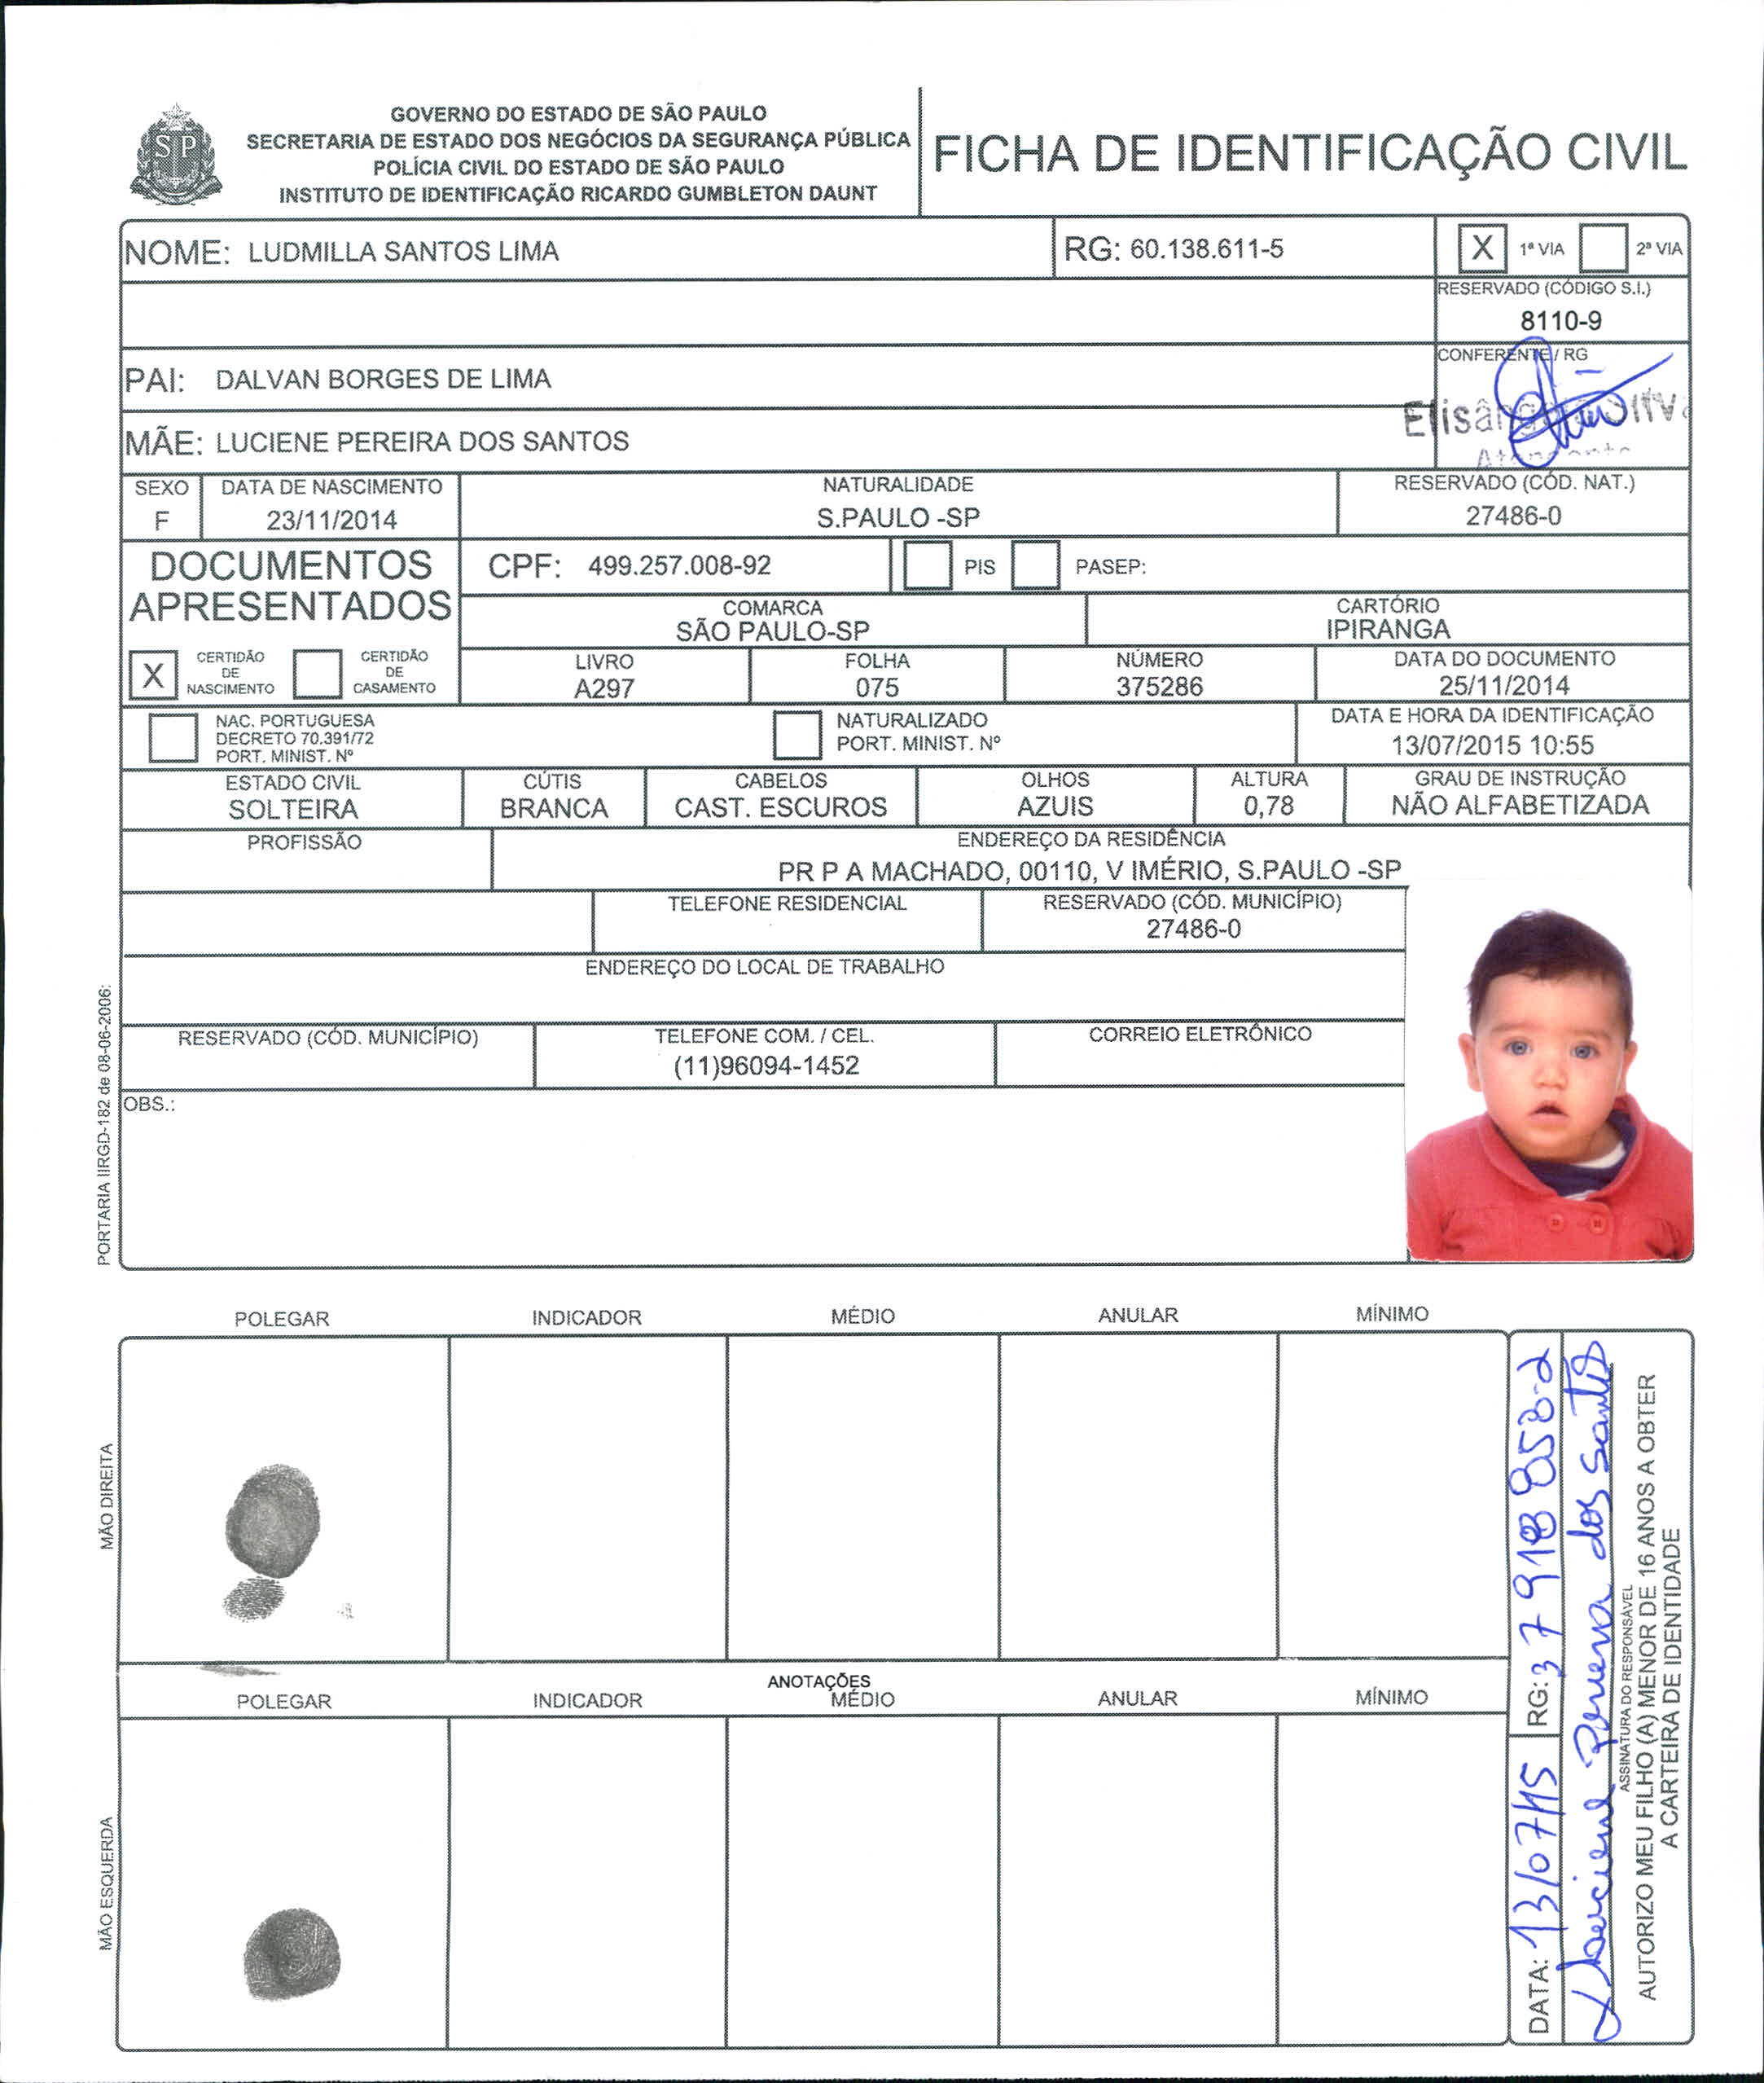 GOVERNO DO ESTADO DE SÃO PAULO
SECRETARIA DE ESTADO DOS NEGÓCIOS DA SEGURANÇA PÚBLICA
POLÍCIA CIVIL DO ESTADO DE SÃO PAULO
INSTITUTO DE IDENTIFICAÇÃO RICARDO GUMBLETON DAUNT
SP
FICHA DE IDENTIFICAÇÃO CIVIL
NOME: LUDMILLA SANTOS LIMA
RG: 60.138.611-5
X 1ª VIA 2ª VIA
RESERVADO (CÓDIGO S.I.)
8110-9
PAI: DALVAN BORGES DE LIMA
CONFERENTE / RG
MÃE: LUCIENE PEREIRA DOS SANTOS
SEXO
F
DATA DE NASCIMENTO
23/11/2014
NATURALIDADE
S.PAULO -SP
RESERVADO (CÓD. NAT.)
27486-0
DOCUMENTOS
APRESENTADOS
CPF: 499.257.008-92
PIS PASEP:
COMARCA
SÃO PAULO-SP
CARTÓRIO
IPIRANGA
X CERTIDÃO DE NASCIMENTO
CERTIDÃO DE CASAMENTO
LIVRO
A297
FOLHA
075
NÚMERO
375286
DATA DO DOCUMENTO
25/11/2014
NAC. PORTUGUESA
DECRETO 70.391/72
PORT. MINIST. Nº
NATURALIZADO
PORT. MINIST. Nº
DATA E HORA DA IDENTIFICAÇÃO
13/07/2015 10:55
ESTADO CIVIL
SOLTEIRA
CÚTIS
BRANCA
CABELOS
CAST. ESCUROS
OLHOS
AZUIS
ALTURA
0,78
GRAU DE INSTRUÇÃO
NÃO ALFABETIZADA
PROFISSÃO
ENDEREÇO DA RESIDÊNCIA
PR P A MACHADO, 00110, V IMÉRIO, S.PAULO -SP
TELEFONE RESIDENCIAL
RESERVADO (CÓD. MUNICÍPIO)
27486-0
ENDEREÇO DO LOCAL DE TRABALHO
RESERVADO (CÓD. MUNICÍPIO)
TELEFONE COM. / CEL.
(11)96094-1452
CORREIO ELETRÔNICO
OBS.:
PORTARIA IIRGD-182 de 08-06-2006:
POLEGAR INDICADOR MÉDIO ANULAR MÍNIMO
MÃO DIREITA
ANOTAÇÕES
POLEGAR INDICADOR MÉDIO ANULAR MÍNIMO
MÃO ESQUERDA
DATA: 13/07/15 RG: 37918858-2
Luciene Pereira dos Santos
ASSINATURA DO RESPONSÁVEL
AUTORIZO MEU FILHO (A) MENOR DE 16 ANOS A OBTER
A CARTEIRA DE IDENTIDADE